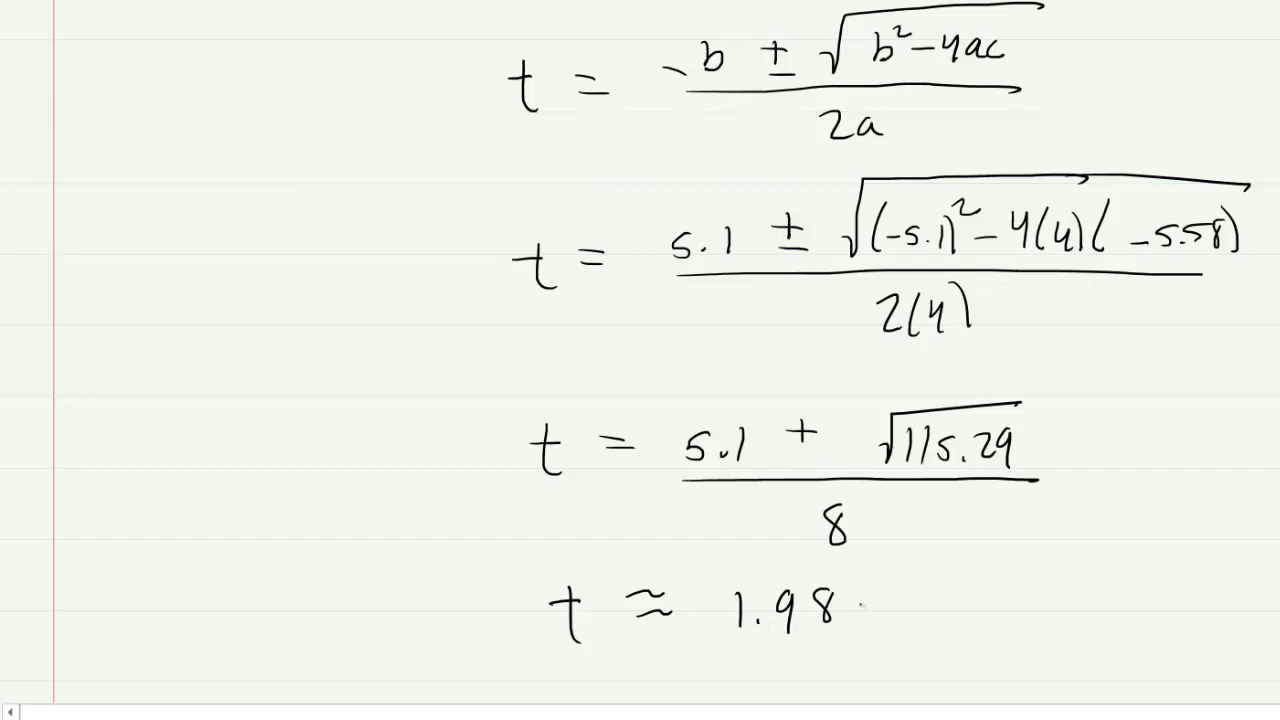 t = -b ± √(b² - 4ac) / 2a
t = 5.1 ± √((-5.1)² - 4(4)(-5.58)) / 2(4)
t = 5.1 + √115.29 / 8
t ≈ 1.98